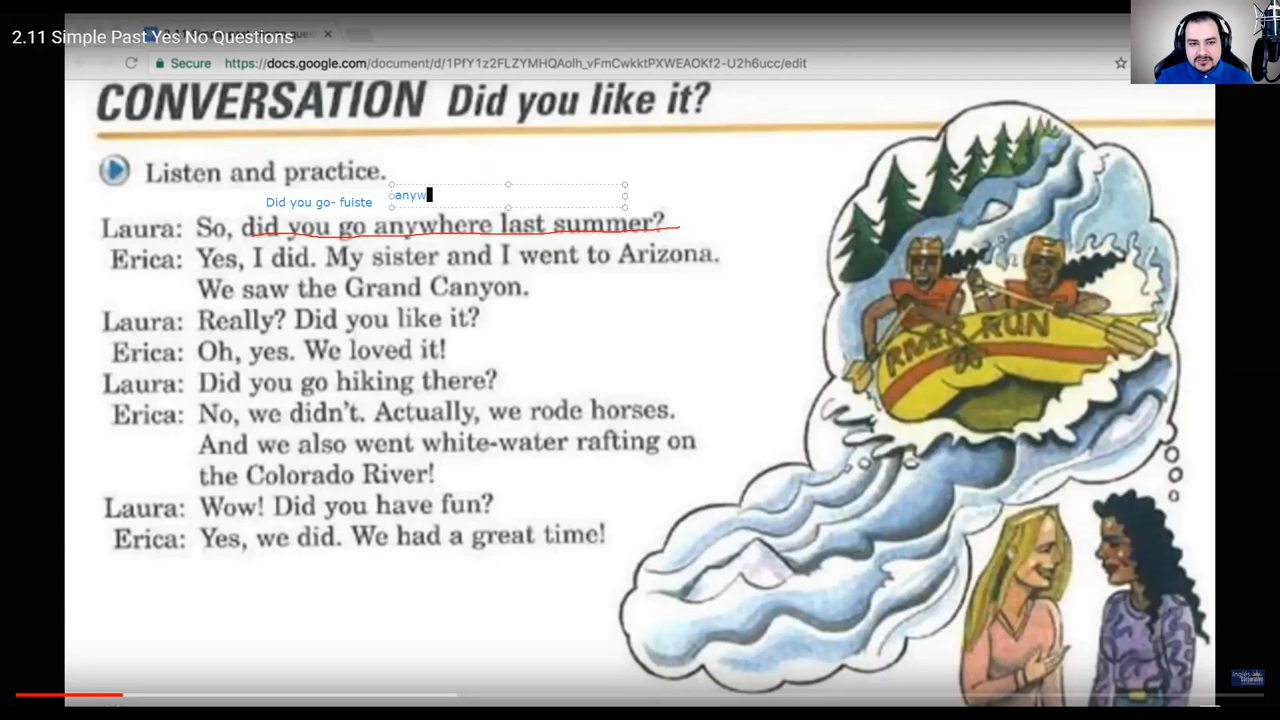 2.11 Simple Past Yes No Questions
Secure https://docs.google.com/document/d/1PfY1z2FLZYMHQAolh_vFmCwkktPXWEAOKf2-U2h6ucc/edit
CONVERSATION Did you like it?
Listen and practice.
anyw
Did you go- fuiste
Laura: So, did you go anywhere last summer?
Erica: Yes, I did. My sister and I went to Arizona.
We saw the Grand Canyon.
Laura: Really? Did you like it?
Erica: Oh, yes. We loved it!
Laura: Did you go hiking there?
Erica: No, we didn't. Actually, we rode horses.
And we also went white-water rafting on
the Colorado River!
Laura: Wow! Did you have fun?
Erica: Yes, we did. We had a great time!
RIVER RUN